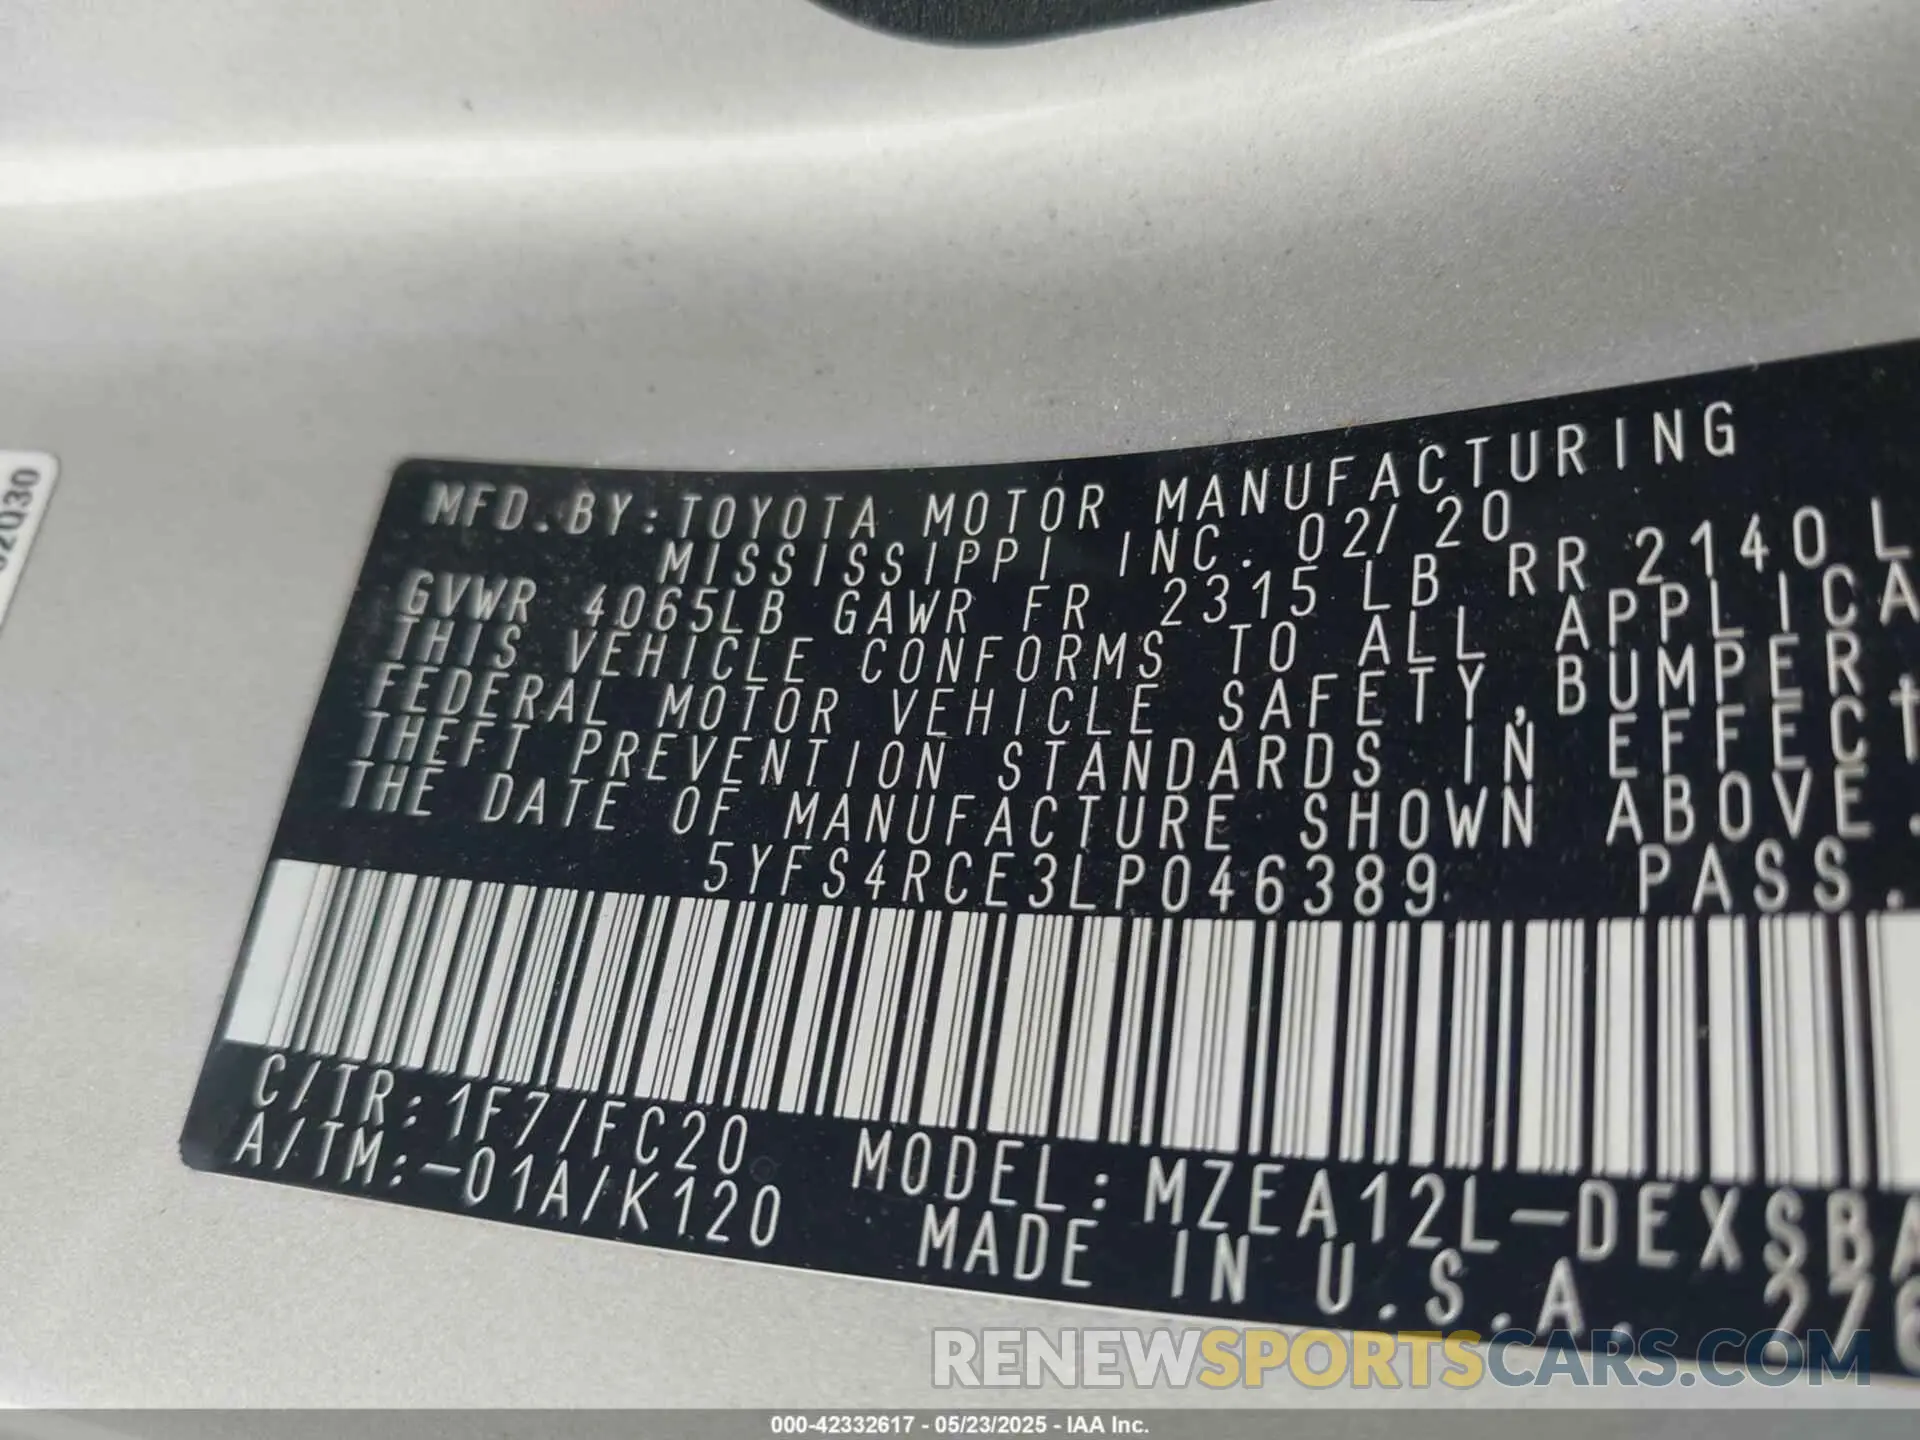 MFD. BY: TOYOTA MOTOR MANUFACTURING
MISSISSIPPI INC. 02/ 20
GVWR 4065LB GAWR FR 2315 LB RR 2140 L
THIS VEHICLE CONFORMS TO ALL APPLICA
FEDERAL MOTOR VEHICLE SAFETY, BUMPER
THEFT PREVENTION STANDARDS IN EFFECT
THE DATE OF MANUFACTURE SHOWN ABOVE.
5YFS4RCE3LP046389 PASS.
C/TR: 1F7/FC20 MODEL: MZEA12L-DEXSBA
A/TM:-01A/K120 MADE IN U.S.A. 276
RENEWSPORTSCARS.COM
000-42332617 - 05/23/2025 - IAA Inc.